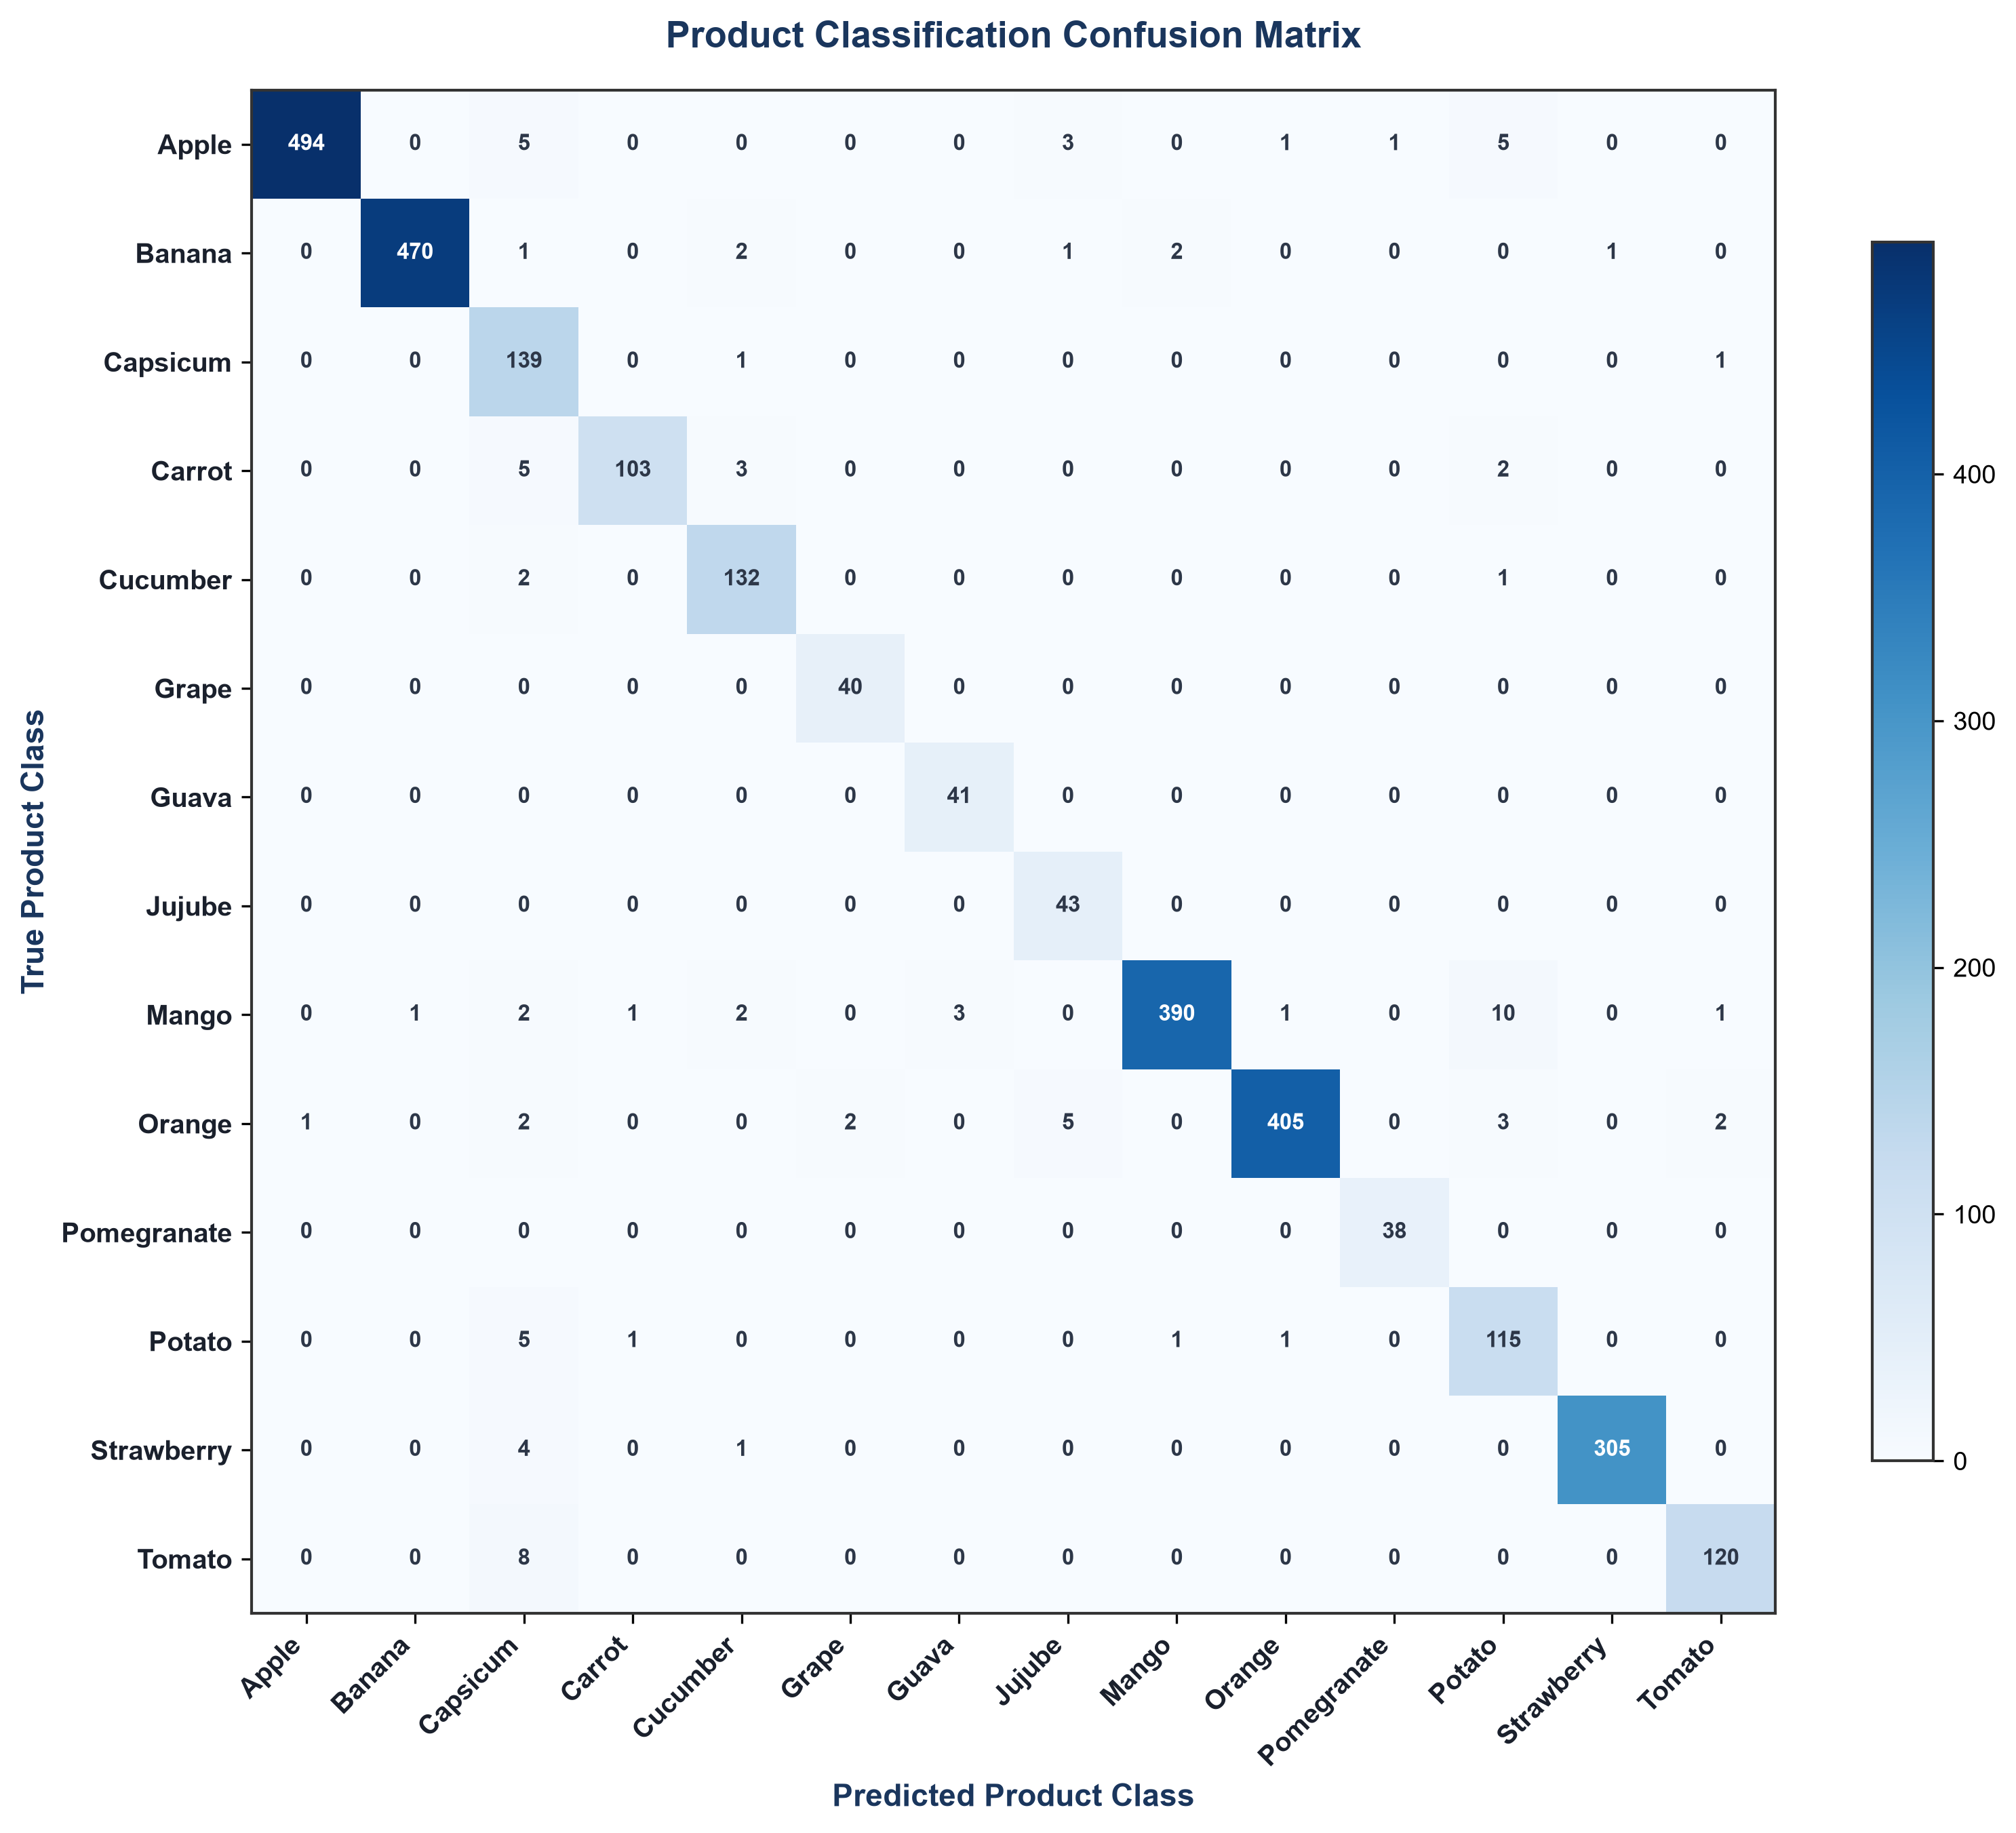 Product Classification Confusion Matrix
True Product Class
Apple 494 0 5 0 0 0 0 3 0 1 1 5 0 0
Banana 0 470 1 0 2 0 0 1 2 0 0 0 1 0
Capsicum 0 0 139 0 1 0 0 0 0 0 0 0 0 1
Carrot 0 0 5 103 3 0 0 0 0 0 0 2 0 0
Cucumber 0 0 2 0 132 0 0 0 0 0 0 1 0 0
Grape 0 0 0 0 0 40 0 0 0 0 0 0 0 0
Guava 0 0 0 0 0 0 41 0 0 0 0 0 0 0
Jujube 0 0 0 0 0 0 0 43 0 0 0 0 0 0
Mango 0 1 2 1 2 0 3 0 390 1 0 10 0 1
Orange 1 0 2 0 0 2 0 5 0 405 0 3 0 2
Pomegranate 0 0 0 0 0 0 0 0 0 0 38 0 0 0
Potato 0 0 5 1 0 0 0 0 1 1 0 115 0 0
Strawberry 0 0 4 0 1 0 0 0 0 0 0 0 305 0
Tomato 0 0 8 0 0 0 0 0 0 0 0 0 0 120
Apple Banana Capsicum Carrot Cucumber Grape Guava Jujube Mango Orange Pomegranate Potato Strawberry Tomato
Predicted Product Class
400
300
200
100
0